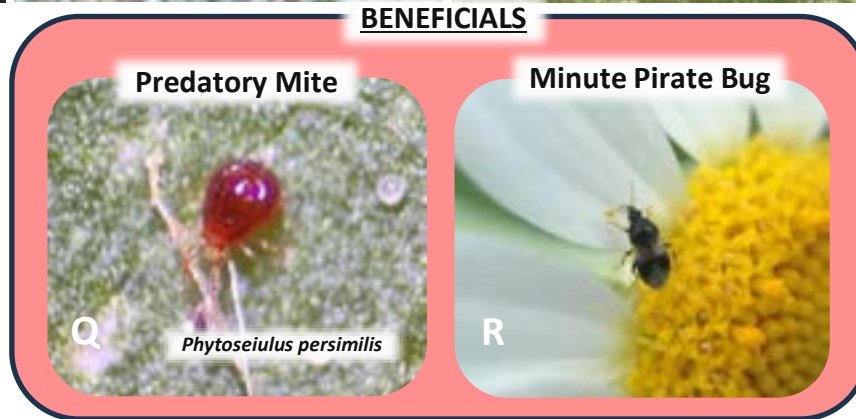 BENEFICIALS
Predatory Mite
Minute Pirate Bug
Q
Phytoseiulus persimilis
R